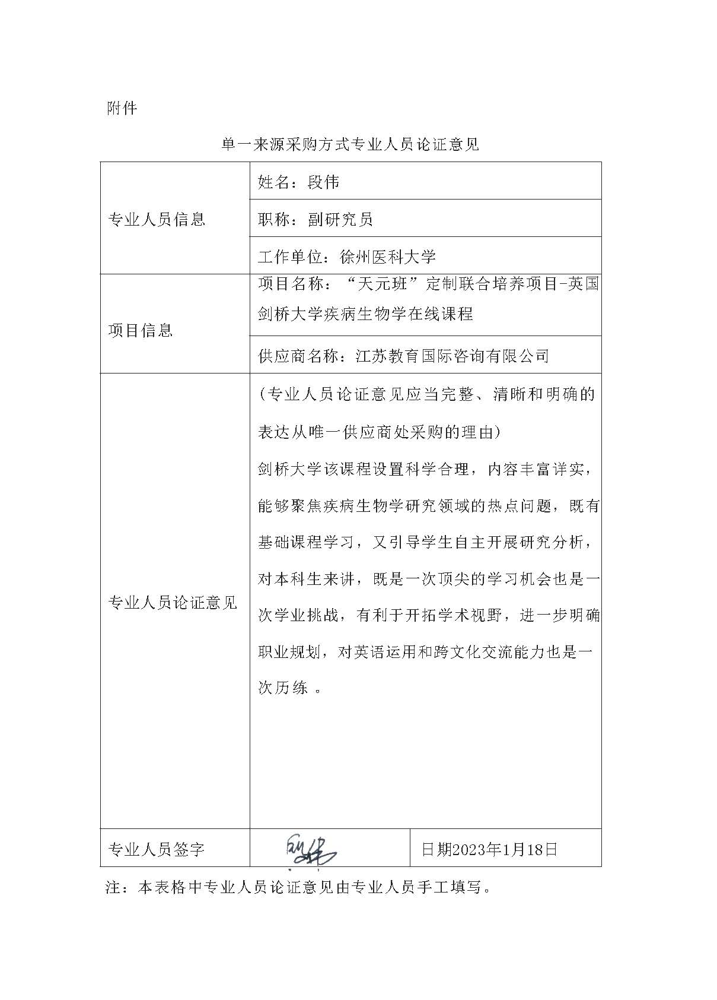 附件
单一来源采购方式专业人员论证意见
专业人员信息
姓名：段伟
职称：副研究员
工作单位：徐州医科大学
项目信息
项目名称：“天元班”定制联合培养项目-英国
剑桥大学疾病生物学在线课程
供应商名称：江苏教育国际咨询有限公司
专业人员论证意见
(专业人员论证意见应当完整、清晰和明确的
表达从唯一供应商处采购的理由)
剑桥大学该课程设置科学合理，内容丰富详实，
能够聚焦疾病生物学研究领域的热点问题，既有
基础课程学习，又引导学生自主开展研究分析，
对本科生来讲，既是一次顶尖的学习机会也是一
次学业挑战，有利于开拓学术视野，进一步明确
职业规划，对英语运用和跨文化交流能力也是一
次历练。
专业人员签字
段伟
日期2023年1月18日
注：本表格中专业人员论证意见由专业人员手工填写。